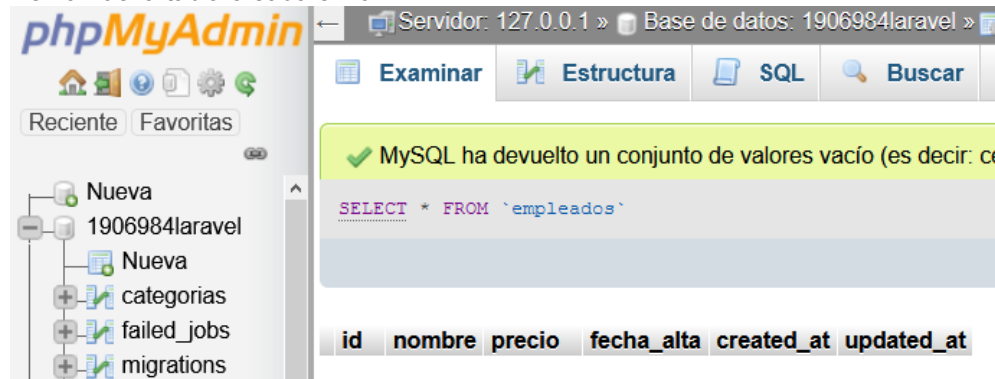 phpMyAdmin
Reciente Favoritas
Nueva
1906984laravel
Nueva
categorias
failed_jobs
migrations
Servidor: 127.0.0.1 » Base de datos: 1906984laravel »
Examinar Estructura SQL Buscar
MySQL ha devuelto un conjunto de valores vacío (es decir: ce
SELECT * FROM `empleados`
id nombre precio fecha_alta created_at updated_at